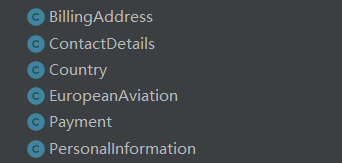 C BillingAddress
C ContactDetails
C Country
C EuropeanAviation
C Payment
C PersonalInformation